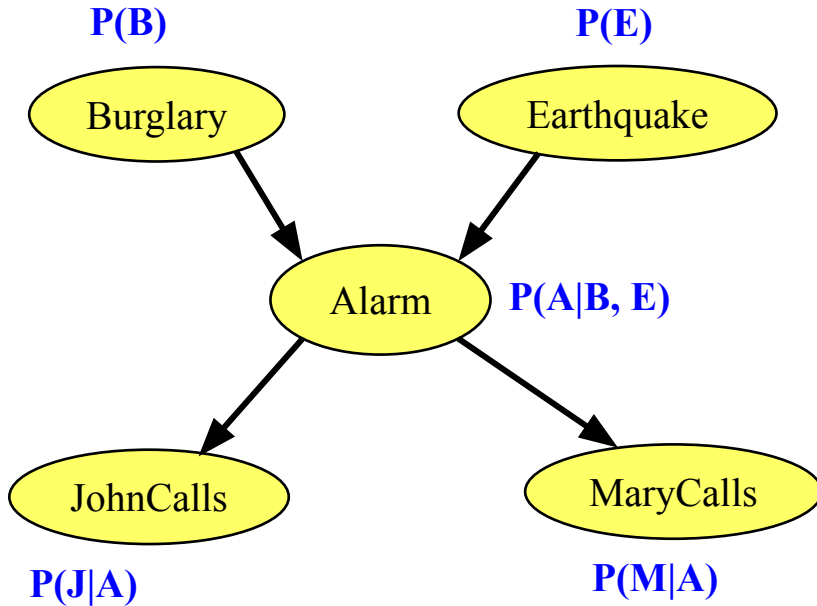 P(B)
P(E)
Burglary
Earthquake
Alarm
P(A|B, E)
JohnCalls
MaryCalls
P(J|A)
P(M|A)